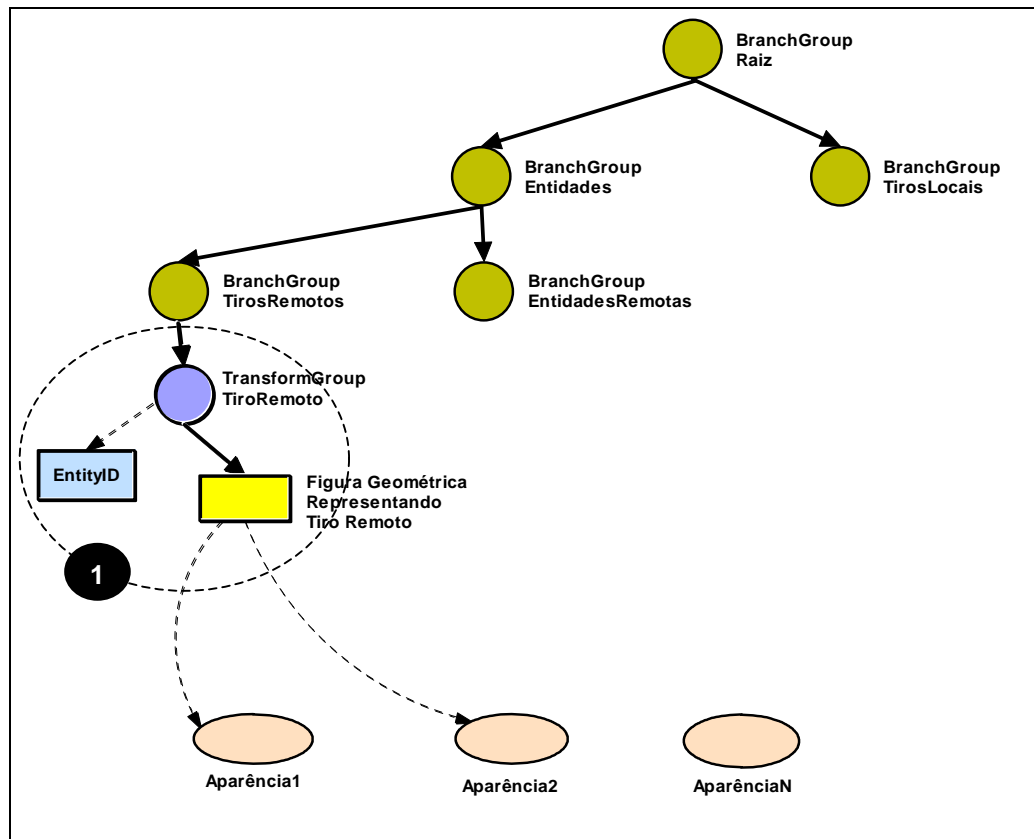 BranchGroup
Raiz
BranchGroup
Entidades
BranchGroup
TirosLocais
BranchGroup
TirosRemotos
BranchGroup
EntidadesRemotas
TransformGroup
TiroRemoto
EntityID
Figura Geométrica
Representando
Tiro Remoto
1
Aparência1
Aparência2
AparênciaN